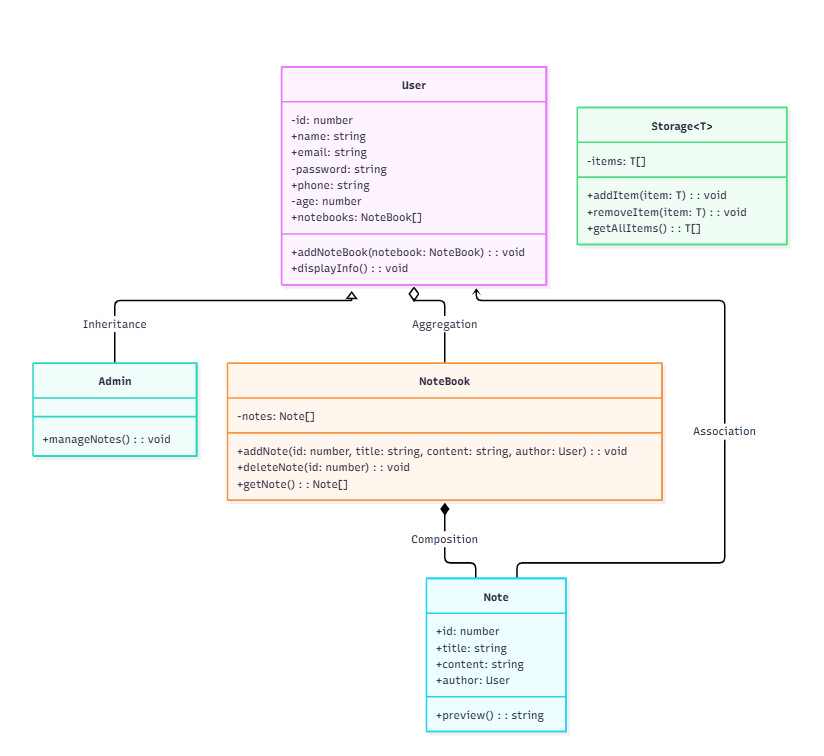 User
-id: number
+name: string
+email: string
-password: string
+phone: string
-age: number
+notebooks: NoteBook[]
+addNoteBook(notebook: NoteBook) : : void
+displayInfo() : : void
Storage<T>
-items: T[]
+addItem(item: T) : : void
+removeItem(item: T) : : void
+getAllItems() : : T[]
Inheritance
Aggregation
Admin
+manageNotes() : : void
NoteBook
-notes: Note[]
+addNote(id: number, title: string, content: string, author: User) : : void
+deleteNote(id: number) : : void
+getNote() : : Note[]
Association
Composition
Note
+id: number
+title: string
+content: string
+author: User
+preview() : : string